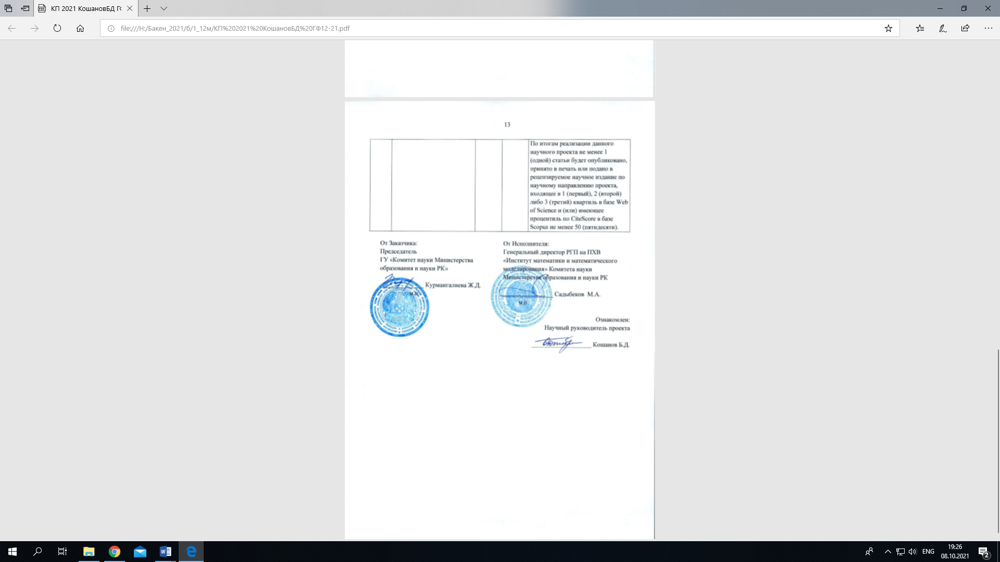 КП 2021 КошановБД ГФ
file:///H:/Бакен_2021/б/1_12м/КП%202021%20КошановБД%20ГФ12-21.pdf
13
По итогам реализации данного
научного проекта не менее 1
(одной) статьи будет опубликовано,
принято в печать или подано в
рецензируемое научное издание по
научному направлению проекта,
входящее в 1 (первый), 2 (второй)
либо 3 (третий) квартиль в базе Web
of Science и (или) имеющее
процентиль по CiteScore в базе
Scopus не менее 50 (пятидесяти).
От Заказчика:
Председатель
ГУ «Комитет науки Министерства
образования и науки РК»
Курмангалиева Ж.Д.
м.п.
От Исполнителя:
Генеральный директор РГП на ПХВ
«Институт математики и математического
моделирования» Комитета науки
Министерства образования и науки РК
Садыбеков М.А.
м.п.
Ознакомлен:
Научный руководитель проекта
Кошанов Б.Д.
ENG
19:26
08.10.2021
2